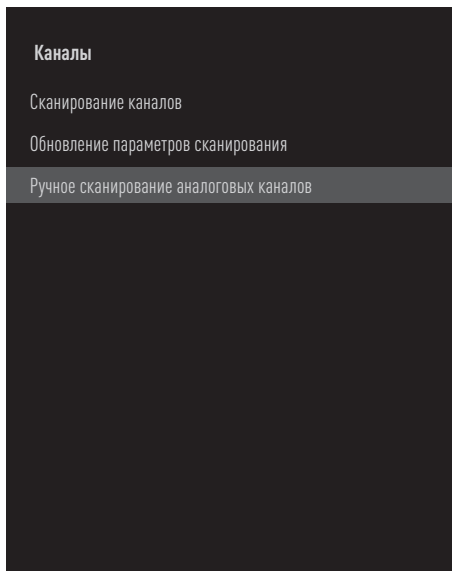 Каналы
Сканирование каналов
Обновление параметров сканирования
Ручное сканирование аналоговых каналов